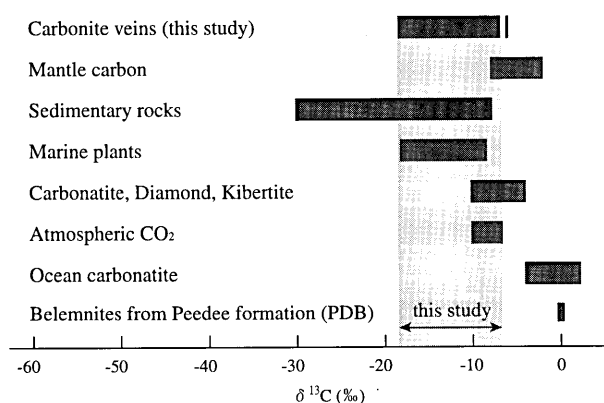 Carbonite veins (this study)
Mantle carbon
Sedimentary rocks
Marine plants
Carbonatite, Diamond, Kibertite
Atmospheric CO₂
Ocean carbonatite
Belemnites from Peedee formation (PDB)
this study
-60 -50 -40 -30 -20 -10 0
δ ¹³C (‰)